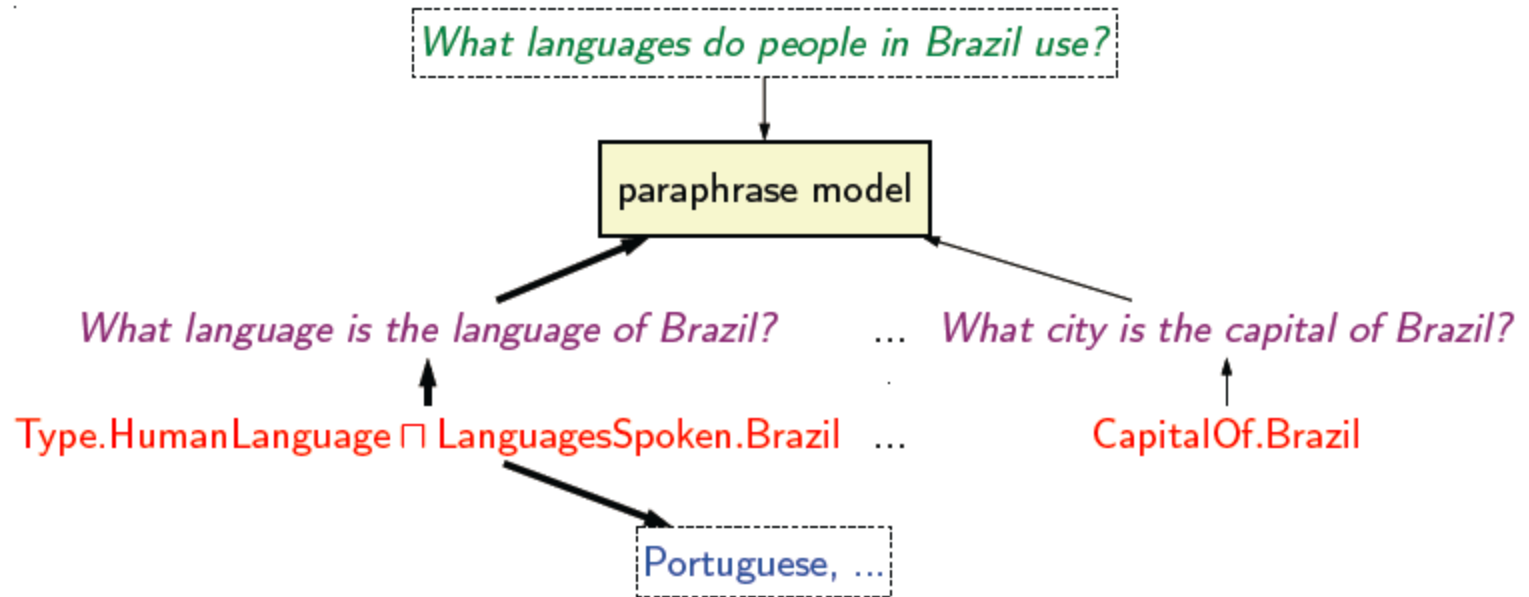 What languages do people in Brazil use?
paraphrase model
What language is the language of Brazil? ... What city is the capital of Brazil?
Type.HumanLanguage ⊓ LanguagesSpoken.Brazil ... CapitalOf.Brazil
Portuguese, ...